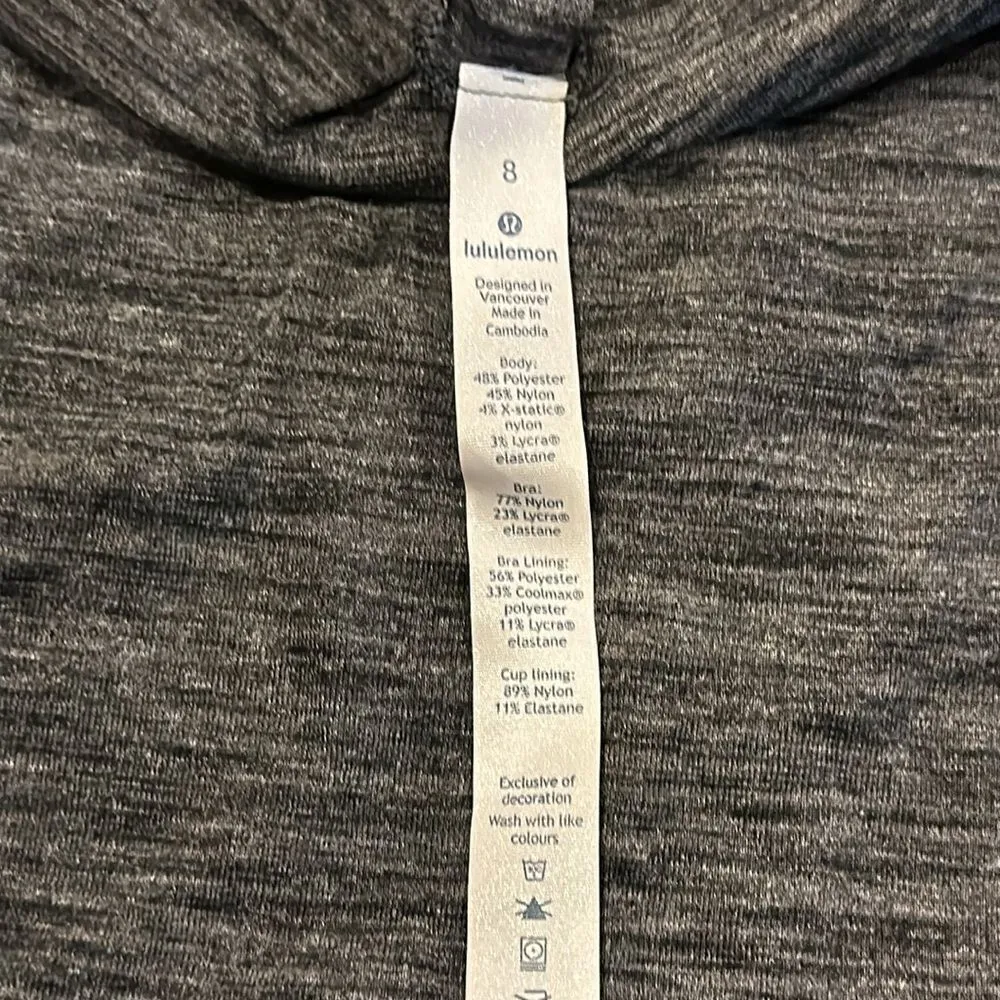 8
lululemon
Designed in
Vancouver
Made in
Cambodia
Body:
48% Polyester
45% Nylon
4% X-static®
nylon
3% Lycra®
elastane
Bra:
77% Nylon
23% Lycra®
elastane
Bra Lining:
56% Polyester
33% Coolmax®
polyester
11% Lycra®
elastane
Cup lining:
89% Nylon
11% Elastane
Exclusive of
decoration
Wash with like
colours